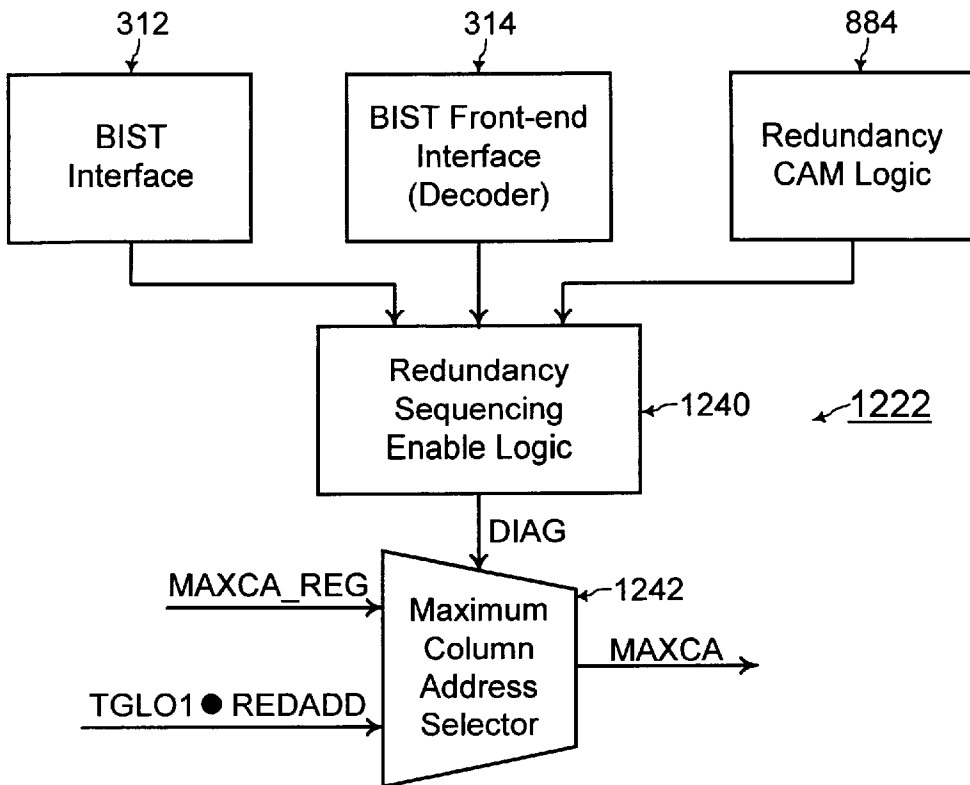 312
314
884
BIST
Interface
BIST Front-end
Interface
(Decoder)
Redundancy
CAM Logic
Redundancy
Sequencing
Enable Logic
1240
1222
DIAG
MAXCA_REG
1242
Maximum
Column
Address
Selector
MAXCA
TGLO1 ● REDADD